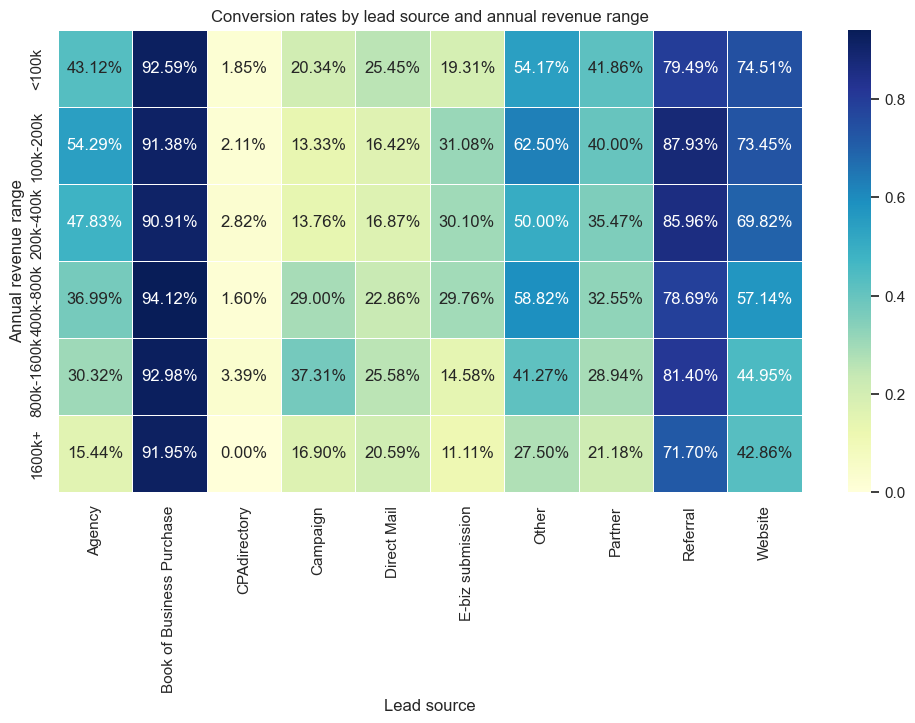 Conversion rates by lead source and annual revenue range
Annual revenue range
<100k 43.12% 92.59% 1.85% 20.34% 25.45% 19.31% 54.17% 41.86% 79.49% 74.51%
100k-200k 54.29% 91.38% 2.11% 13.33% 16.42% 31.08% 62.50% 40.00% 87.93% 73.45%
200k-400k 47.83% 90.91% 2.82% 13.76% 16.87% 30.10% 50.00% 35.47% 85.96% 69.82%
400k-800k 36.99% 94.12% 1.60% 29.00% 22.86% 29.76% 58.82% 32.55% 78.69% 57.14%
800k-1600k 30.32% 92.98% 3.39% 37.31% 25.58% 14.58% 41.27% 28.94% 81.40% 44.95%
1600k+ 15.44% 91.95% 0.00% 16.90% 20.59% 11.11% 27.50% 21.18% 71.70% 42.86%
Agency
Book of Business Purchase
CPAdirectory
Campaign
Direct Mail
E-biz submission
Other
Partner
Referral
Website
Lead source
0.8
0.6
0.4
0.2
0.0